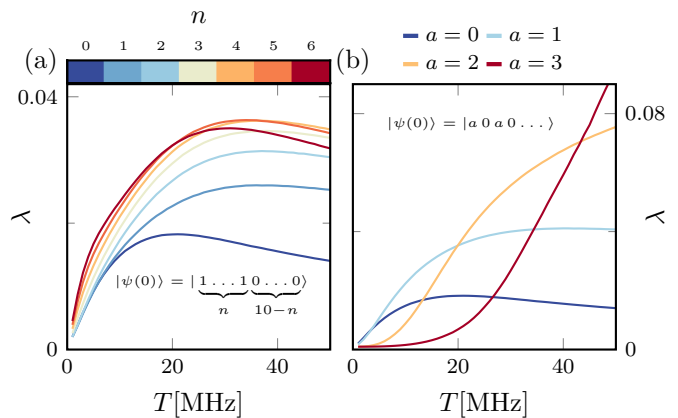 n
0 1 2 3 4 5 6
(a)
0.04
λ
0
|ψ(0)⟩ = | 1 . . . 1 0 . . . 0⟩
n 10−n
0 20 40
T[MHz]
a = 0 a = 1
a = 2 a = 3
(b)
|ψ(0)⟩ = |a 0 a 0 . . . ⟩
0.08
λ
0
0 20 40
T[MHz]